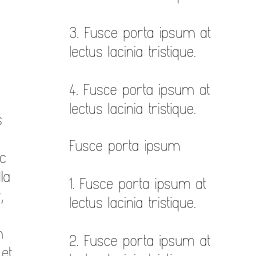 3. Fusce porta ipsum at
lectus lacinia tristique.
4. Fusce porta ipsum at
lectus lacinia tristique.
Fusce porta ipsum
1. Fusce porta ipsum at
lectus lacinia tristique.
2. Fusce porta ipsum at
et